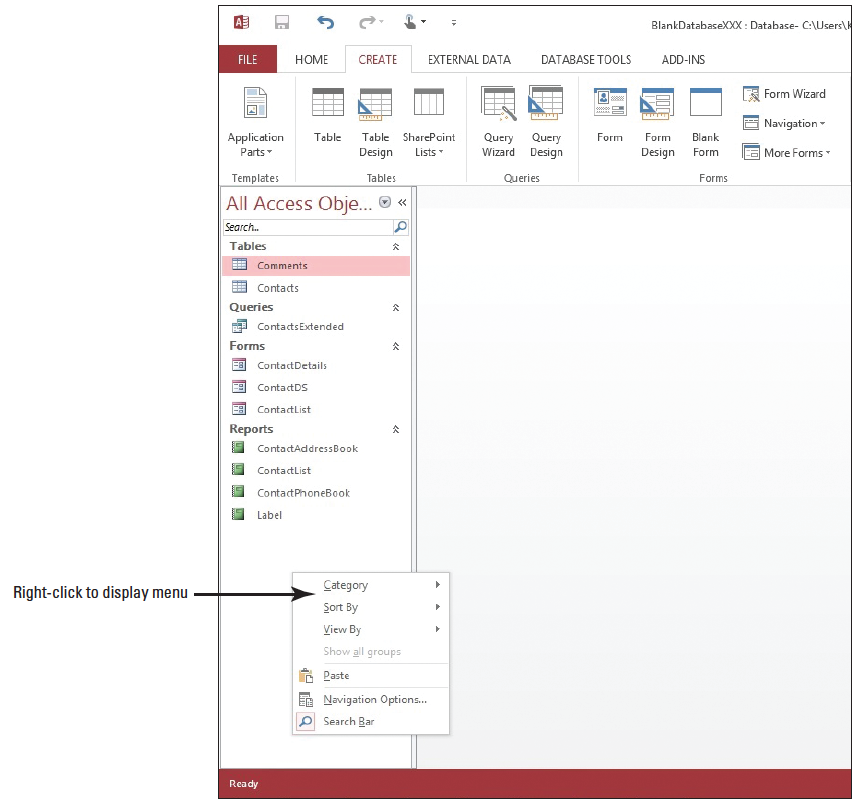 BlankDatabaseXXX : Database- C:\Users\K
FILE HOME CREATE EXTERNAL DATA DATABASE TOOLS ADD-INS
Application Parts
Table
Table Design
SharePoint Lists
Query Wizard
Query Design
Form
Form Design
Blank Form
Form Wizard
Navigation
More Forms
Templates
Tables
Queries
Forms
All Access Obje...
Search..
Tables
Comments
Contacts
Queries
ContactsExtended
Forms
ContactDetails
ContactDS
ContactList
Reports
ContactAddressBook
ContactList
ContactPhoneBook
Label
Right-click to display menu
Category
Sort By
View By
Show all groups
Paste
Navigation Options...
Search Bar
Ready